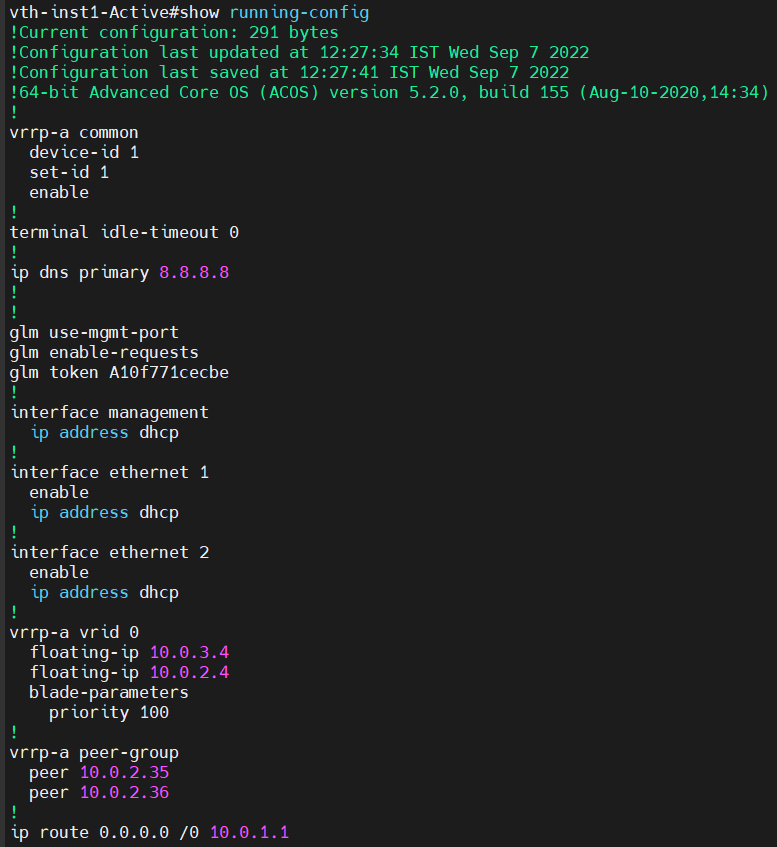 vth-inst1-Active#show running-config
!Current configuration: 291 bytes
!Configuration last updated at 12:27:34 IST Wed Sep 7 2022
!Configuration last saved at 12:27:41 IST Wed Sep 7 2022
!64-bit Advanced Core OS (ACOS) version 5.2.0, build 155 (Aug-10-2020,14:34)
!
vrrp-a common
  device-id 1
  set-id 1
  enable
!
terminal idle-timeout 0
!
ip dns primary 8.8.8.8
!
!
glm use-mgmt-port
glm enable-requests
glm token A10f771cecbe
!
interface management
  ip address dhcp
!
interface ethernet 1
  enable
  ip address dhcp
!
interface ethernet 2
  enable
  ip address dhcp
!
vrrp-a vrid 0
  floating-ip 10.0.3.4
  floating-ip 10.0.2.4
  blade-parameters
    priority 100
!
vrrp-a peer-group
  peer 10.0.2.35
  peer 10.0.2.36
!
ip route 0.0.0.0 /0 10.0.1.1